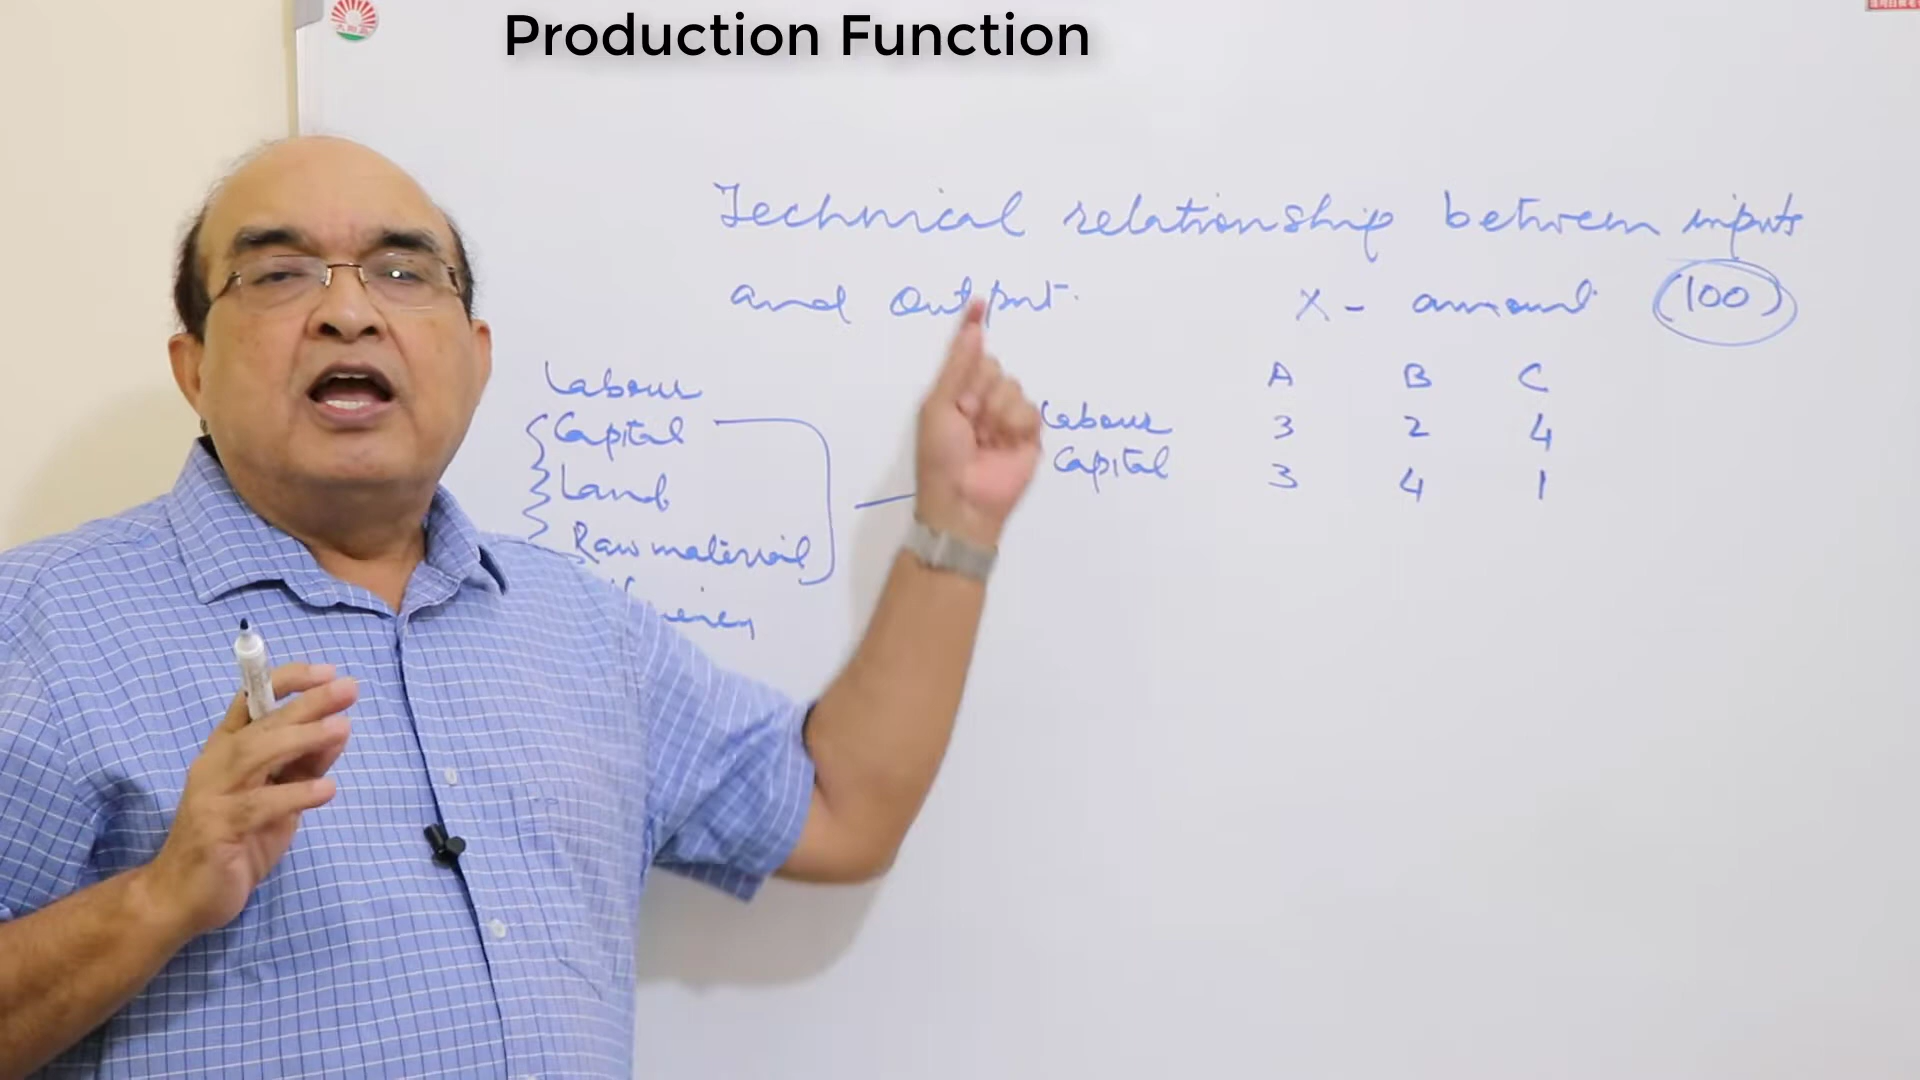 Production Function
Technical relationship between inputs
and output.
X - amount (100)
Labour
Capital
Land
Raw material
A B C
Labour 3 2 4
Capital 3 4 1